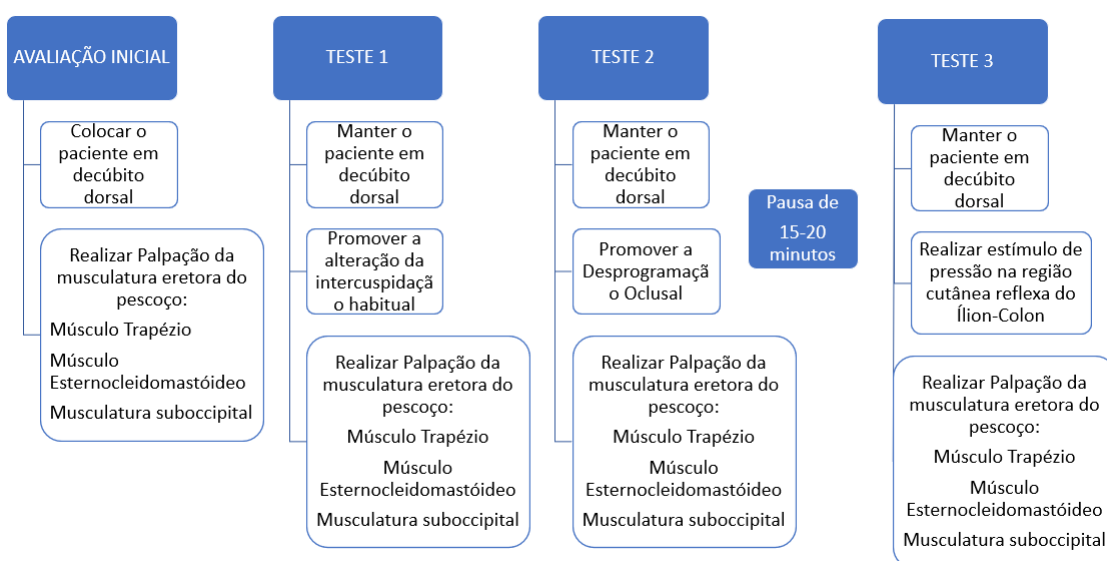 AVALIAÇÃO INICIAL
Colocar o
paciente em
decúbito
dorsal
Realizar Palpação da
musculatura eretora do
pescoço:
Músculo Trapézio
Músculo
Esternocleidomastóideo
Musculatura suboccipital
TESTE 1
Manter o
paciente em
decúbito
dorsal
Promover a
alteração da
intercuspidaçã
o habitual
Realizar Palpação da
musculatura eretora do
pescoço:
Músculo Trapézio
Músculo
Esternocleidomastóideo
Musculatura suboccipital
TESTE 2
Manter o
paciente em
decúbito
dorsal
Promover a
Desprogramaçã
o Oclusal
Realizar Palpação da
musculatura eretora do
pescoço:
Músculo Trapézio
Músculo
Esternocleidomastóideo
Musculatura suboccipital
Pausa de
15-20
minutos
TESTE 3
Manter o
paciente em
decúbito
dorsal
Realizar estímulo de
pressão na região
cutânea reflexa do
Ílion-Colon
Realizar Palpação da
musculatura eretora do
pescoço:
Músculo Trapézio
Músculo
Esternocleidomastóideo
Musculatura suboccipital